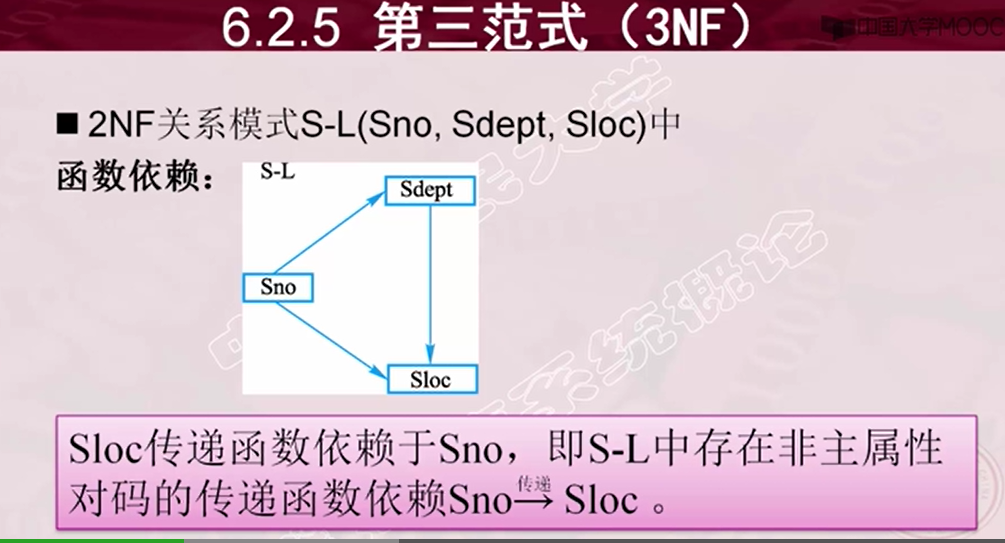 6.2.5 第三范式（3NF）
中国大学MOOC
■ 2NF关系模式S-L(Sno, Sdept, Sloc)中
函数依赖：
S-L
Sdept
Sno
Sloc
Sloc传递函数依赖于Sno，即S-L中存在非主属性
对码的传递函数依赖Sno传递→ Sloc 。